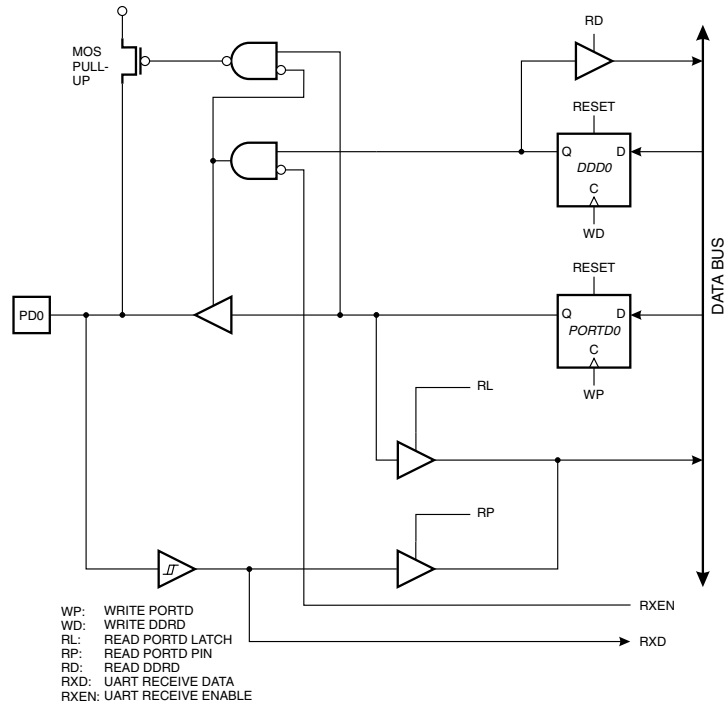 RD
MOS
PULL-
UP
RESET
Q
D
DDD0
C
WD
DATA BUS
RESET
PD0
Q
D
PORTD0
C
WP
RL
RP
RXEN
RXD
WP: WRITE PORTD
WD: WRITE DDRD
RL: READ PORTD LATCH
RP: READ PORTD PIN
RD: READ DDRD
RXD: UART RECEIVE DATA
RXEN: UART RECEIVE ENABLE